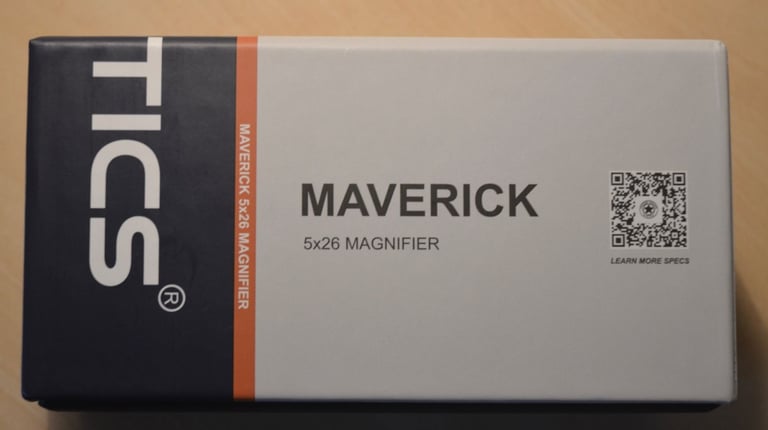 TICS®
MAVERICK 5x26 MAGNIFIER
MAVERICK
5x26 MAGNIFIER
LEARN MORE SPECS